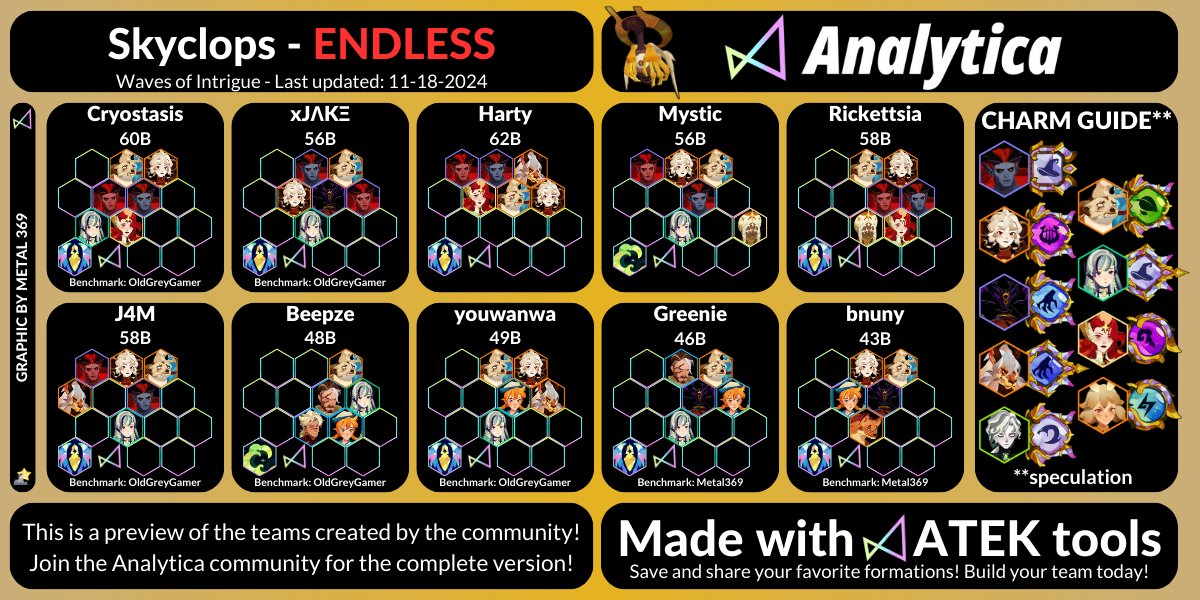 Skyclops - ENDLESS
Waves of Intrigue - Last updated: 11-18-2024
Analytica
GRAPHIC BY METAL 369
Cryostasis
60B
Benchmark: OldGreyGamer
xJΛKΞ
56B
Benchmark: OldGreyGamer
Harty
62B
Mystic
56B
Rickettsia
58B
J4M
58B
Benchmark: OldGreyGamer
Beepze
48B
Benchmark: OldGreyGamer
youwanwa
49B
Benchmark: OldGreyGamer
Greenie
46B
Benchmark: Metal369
bnuny
43B
Benchmark: Metal369
CHARM GUIDE**
**speculation
This is a preview of the teams created by the community!
Join the Analytica community for the complete version!
Made with ATEK tools
Save and share your favorite formations! Build your team today!